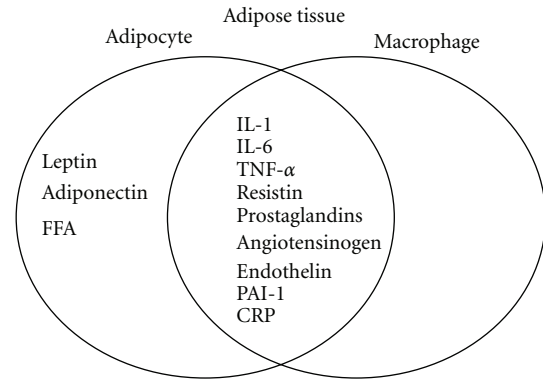 Adipose tissue
Adipocyte
Macrophage
Leptin
Adiponectin
FFA
IL-1
IL-6
TNF-α
Resistin
Prostaglandins
Angiotensinogen
Endothelin
PAI-1
CRP